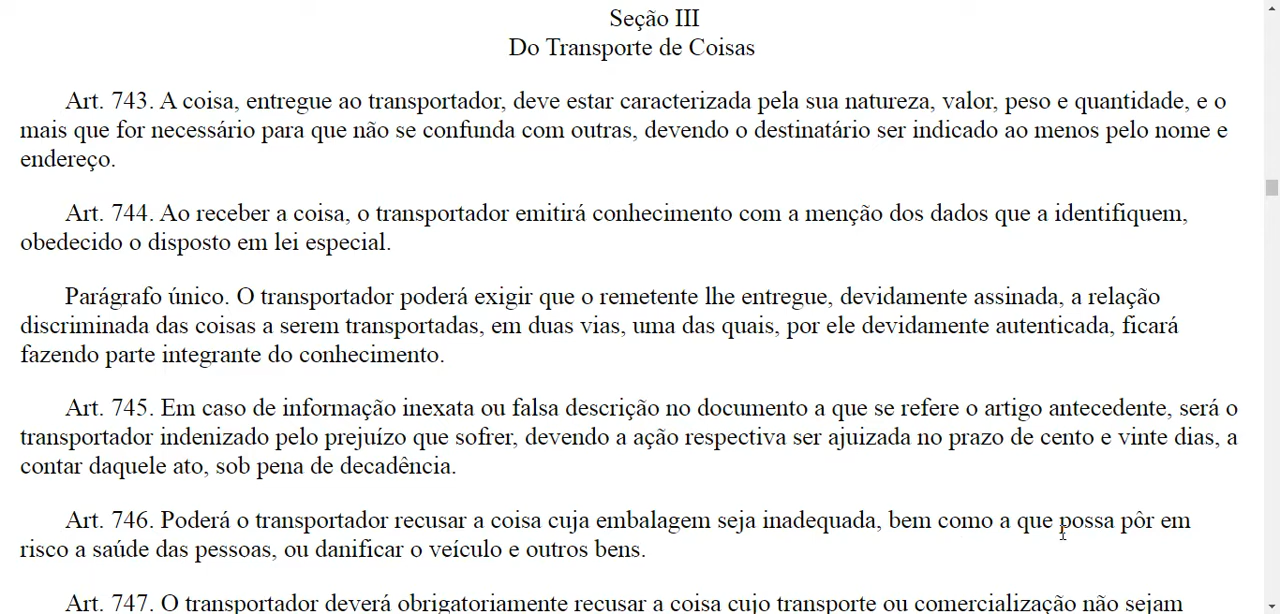 Seção III
Do Transporte de Coisas
Art. 743. A coisa, entregue ao transportador, deve estar caracterizada pela sua natureza, valor, peso e quantidade, e o
mais que for necessário para que não se confunda com outras, devendo o destinatário ser indicado ao menos pelo nome e
endereço.
Art. 744. Ao receber a coisa, o transportador emitirá conhecimento com a menção dos dados que a identifiquem,
obedecido o disposto em lei especial.
Parágrafo único. O transportador poderá exigir que o remetente lhe entregue, devidamente assinada, a relação
discriminada das coisas a serem transportadas, em duas vias, uma das quais, por ele devidamente autenticada, ficará
fazendo parte integrante do conhecimento.
Art. 745. Em caso de informação inexata ou falsa descrição no documento a que se refere o artigo antecedente, será o
transportador indenizado pelo prejuízo que sofrer, devendo a ação respectiva ser ajuizada no prazo de cento e vinte dias, a
contar daquele ato, sob pena de decadência.
Art. 746. Poderá o transportador recusar a coisa cuja embalagem seja inadequada, bem como a que possa pôr em
risco a saúde das pessoas, ou danificar o veículo e outros bens.
Art. 747. O transportador deverá obrigatoriamente recusar a coisa cujo transporte ou comercialização não sejam